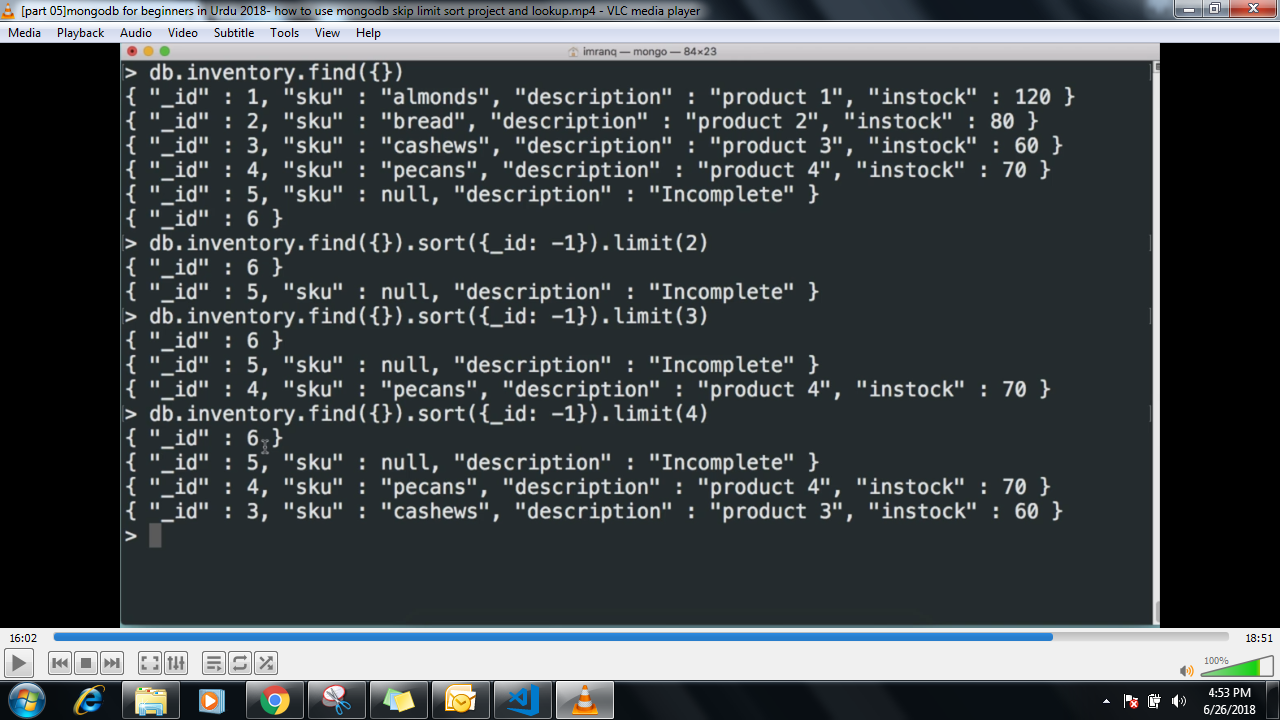 [part 05]mongodb for beginners in Urdu 2018- how to use mongodb skip limit sort project and lookup.mp4 - VLC media player
Media Playback Audio Video Subtitle Tools View Help
imranq — mongo — 84×23
> db.inventory.find({})
{ "_id" : 1, "sku" : "almonds", "description" : "product 1", "instock" : 120 }
{ "_id" : 2, "sku" : "bread", "description" : "product 2", "instock" : 80 }
{ "_id" : 3, "sku" : "cashews", "description" : "product 3", "instock" : 60 }
{ "_id" : 4, "sku" : "pecans", "description" : "product 4", "instock" : 70 }
{ "_id" : 5, "sku" : null, "description" : "Incomplete" }
{ "_id" : 6 }
> db.inventory.find({}).sort({_id: -1}).limit(2)
{ "_id" : 6 }
{ "_id" : 5, "sku" : null, "description" : "Incomplete" }
> db.inventory.find({}).sort({_id: -1}).limit(3)
{ "_id" : 6 }
{ "_id" : 5, "sku" : null, "description" : "Incomplete" }
{ "_id" : 4, "sku" : "pecans", "description" : "product 4", "instock" : 70 }
> db.inventory.find({}).sort({_id: -1}).limit(4)
{ "_id" : 6 }
{ "_id" : 5, "sku" : null, "description" : "Incomplete" }
{ "_id" : 4, "sku" : "pecans", "description" : "product 4", "instock" : 70 }
{ "_id" : 3, "sku" : "cashews", "description" : "product 3", "instock" : 60 }
>
16:02 18:51
100%
4:53 PM
6/26/2018